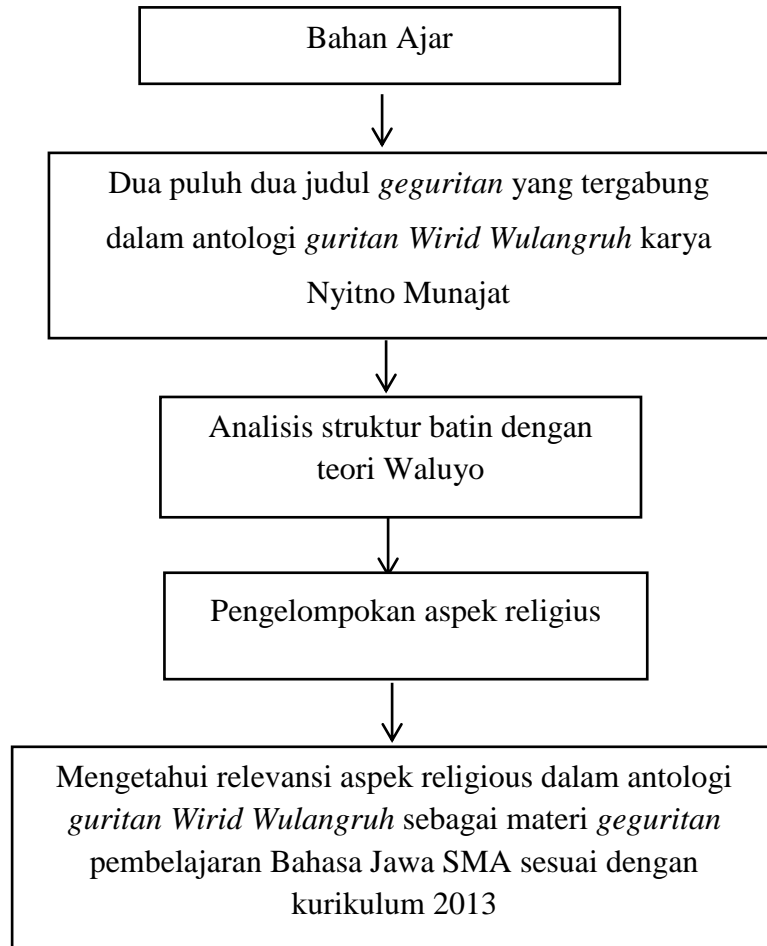 Bahan Ajar
Dua puluh dua judul geguritan yang tergabung
dalam antologi guritan Wirid Wulangruh karya
Nyitno Munajat
Analisis struktur batin dengan
teori Waluyo
Pengelompokan aspek religius
Mengetahui relevansi aspek religious dalam antologi
guritan Wirid Wulangruh sebagai materi geguritan
pembelajaran Bahasa Jawa SMA sesuai dengan
kurikulum 2013